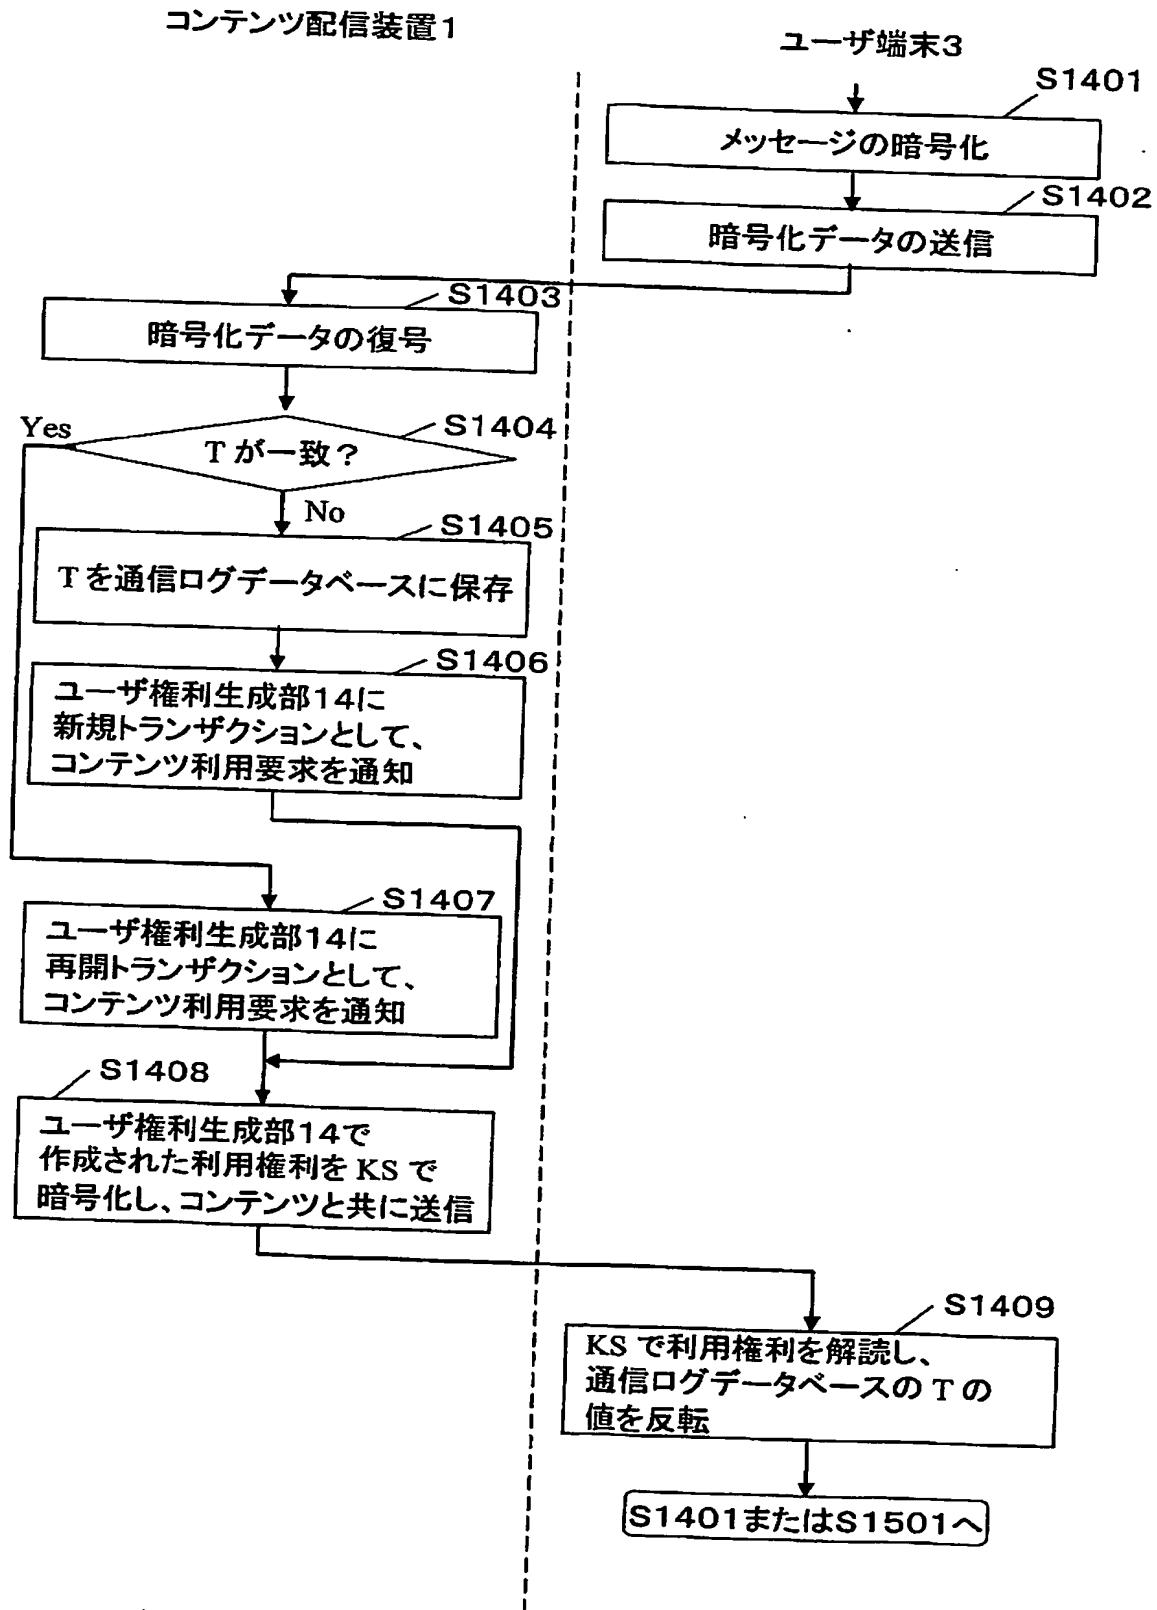 コンテンツ配信装置1
ユーザ端末3
S1401
メッセージの暗号化
S1402
暗号化データの送信
S1403
暗号化データの復号
S1404
Yes
T が一致?
No
S1405
T を通信ログデータベースに保存
S1406
ユーザ権利生成部14に
新規トランザクションとして、
コンテンツ利用要求を通知
S1407
ユーザ権利生成部14に
再開トランザクションとして、
コンテンツ利用要求を通知
S1408
ユーザ権利生成部14で
作成された利用権利を KS で
暗号化し、コンテンツと共に送信
S1409
KS で利用権利を解読し、
通信ログデータベースの T の
値を反転
S1401またはS1501へ